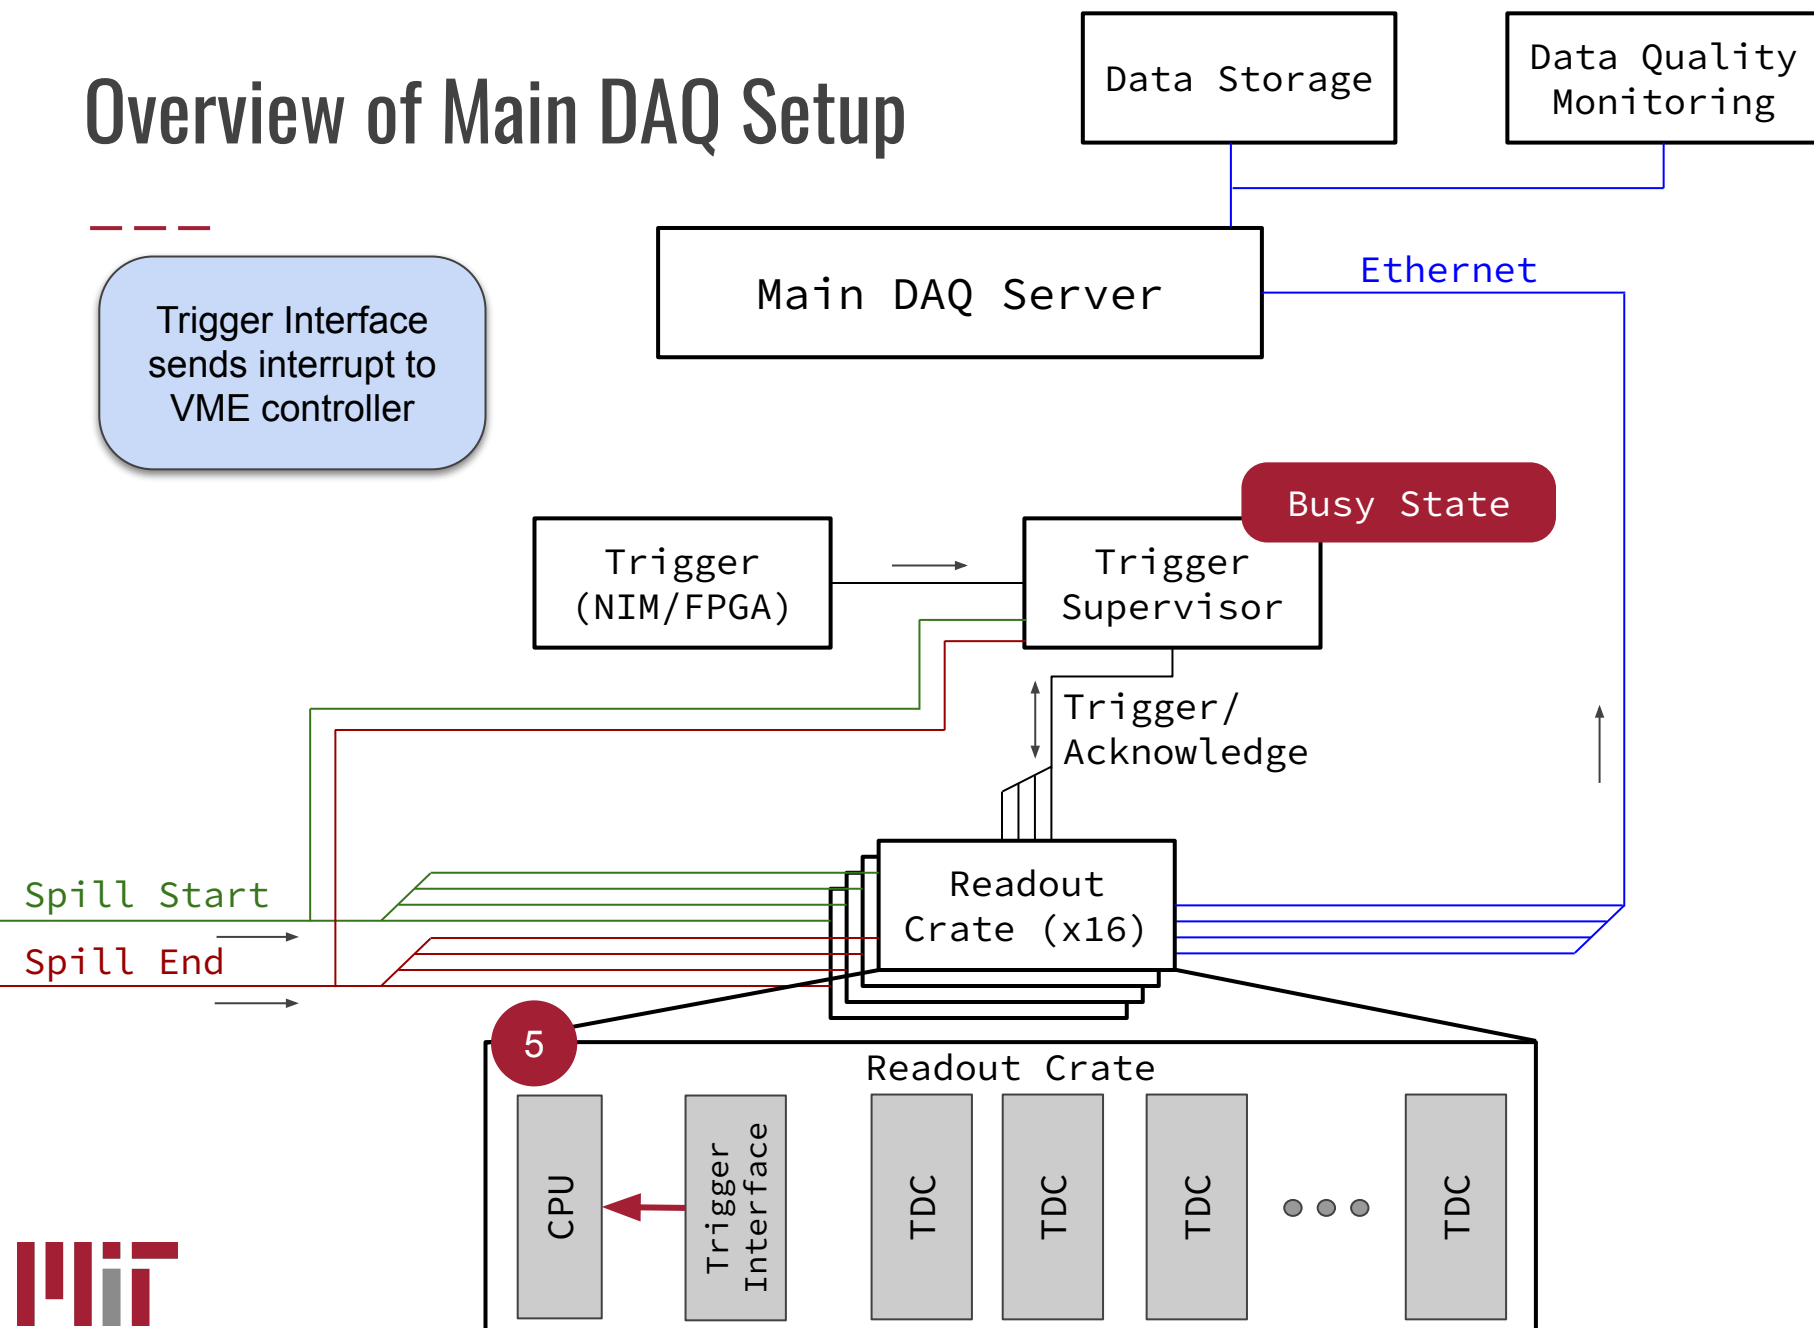 Overview of Main DAQ Setup
Data Storage
Data Quality
Monitoring
Main DAQ Server
Ethernet
Trigger Interface
sends interrupt to
VME controller
Busy State
Trigger
(NIM/FPGA)
Trigger
Supervisor
Trigger/
Acknowledge
Spill Start
Spill End
Readout
Crate (x16)
5
Readout Crate
CPU
Trigger
Interface
TDC
TDC
TDC
TDC
MIT